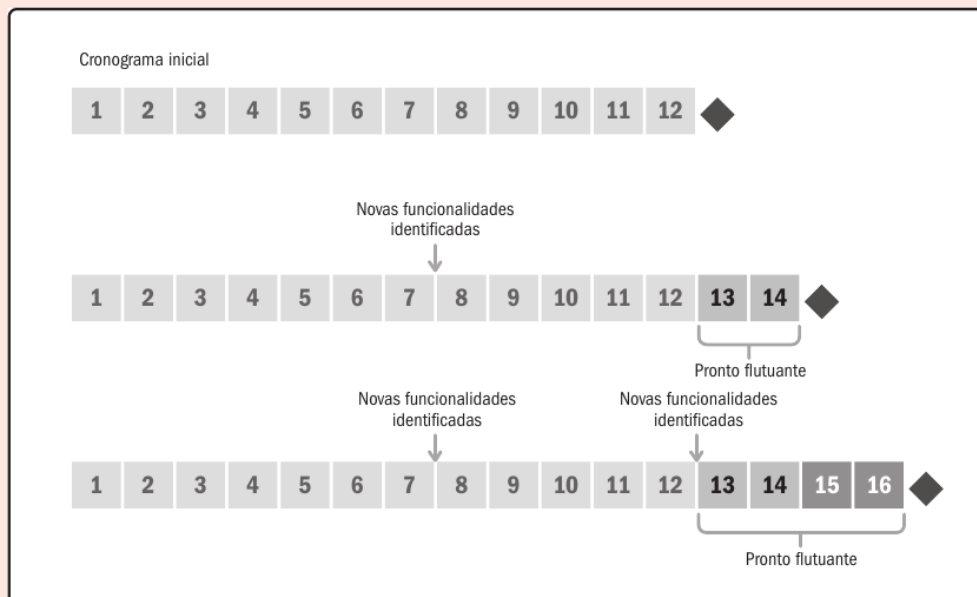 Cronograma inicial
1 2 3 4 5 6 7 8 9 10 11 12
Novas funcionalidades
identificadas
1 2 3 4 5 6 7 8 9 10 11 12 13 14
Pronto flutuante
Novas funcionalidades
identificadas
Novas funcionalidades
identificadas
1 2 3 4 5 6 7 8 9 10 11 12 13 14 15 16
Pronto flutuante